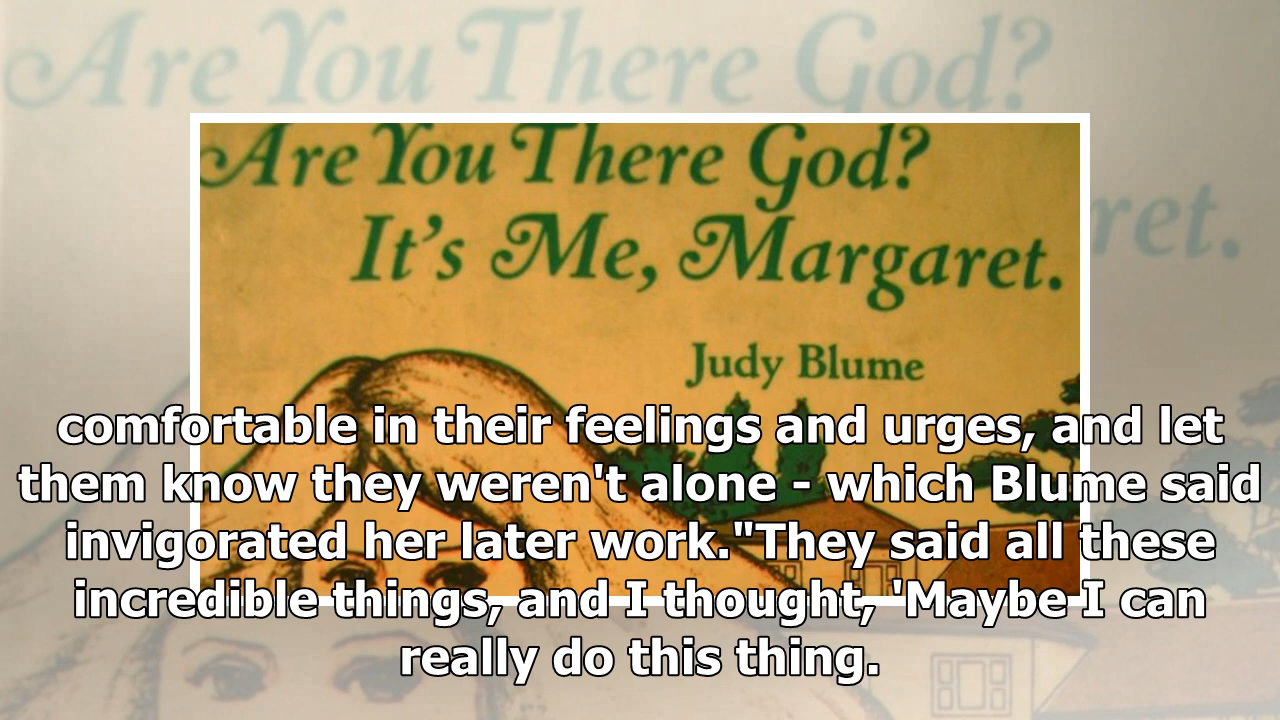 Are You There God?
ret.
Are You There God?
It's Me, Margaret.
Judy Blume
comfortable in their feelings and urges, and let
them know they weren't alone - which Blume said
invigorated her later work."They said all these
incredible things, and I thought, 'Maybe I can
really do this thing.